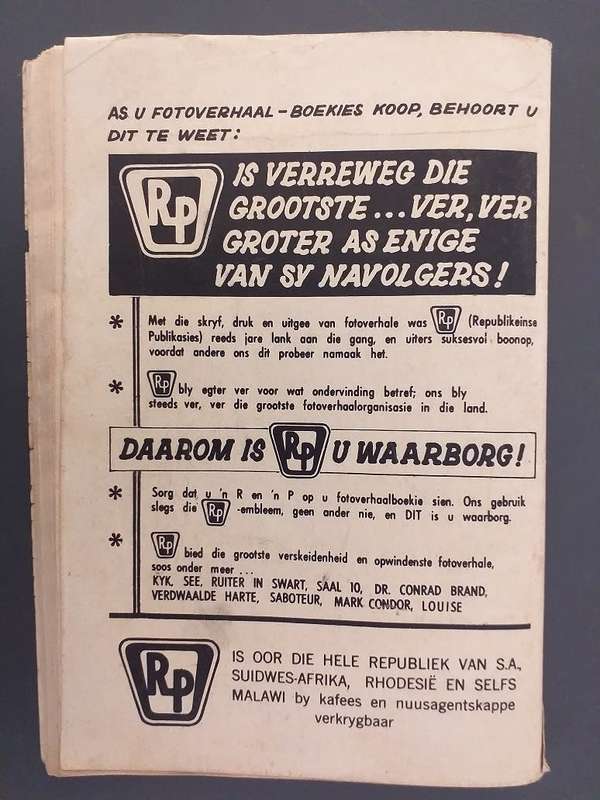 AS U FOTOVERHAAL-BOEKIES KOOP, BEHOORT U
DIT TE WEET:
RP IS VERREWEG DIE
GROOTSTE...VER, VER
GROTER AS ENIGE
VAN SY NAVOLGERS!
* Met die skryf, druk en uitgee van fotoverhale was RP (Republikeinse
Publikasies) reeds jare lank aan die gang, en uiters suksesvol boonop,
voordat andere ons dit probeer namaak het.
* RP bly egter ver voor wat ondervinding betref; ons bly
steeds ver, ver die grootste fotoverhaalorganisasie in die land.
DAAROM IS RP U WAARBORG!
* Sorg dat u 'n R en 'n P op u fotoverhaalboekie sien. Ons gebruik
slegs die RP -embleem, geen ander nie, en DIT is u waarborg.
* RP bied die grootste verskeidenheid en opwindenste fotoverhale,
soos onder meer ...
KYK, SEE, RUITER IN SWART, SAAL 10, DR. CONRAD BRAND,
VERDWAALDE HARTE, SABOTEUR, MARK CONDOR, LOUISE
RP IS OOR DIE HELE REPUBLIEK VAN S.A.,
SUIDWES-AFRIKA, RHODESIË EN SELFS
MALAWI by kafees en nuusagentskappe
verkrygbaar